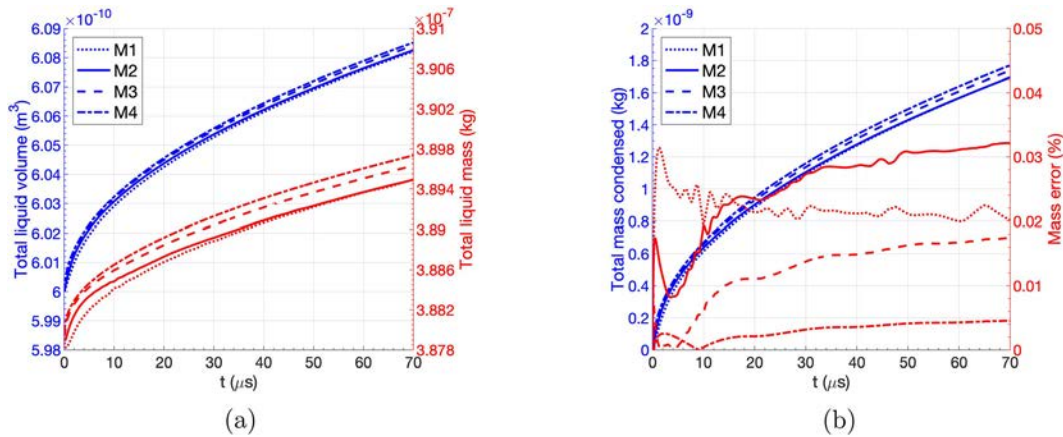 ×10⁻¹⁰
6.09
6.08
6.07
6.06
6.05
6.04
6.03
6.02
6.01
6
5.99
5.98
Total liquid volume (m³)
M1
M2
M3
M4
×10⁻⁷
3.91
3.906
3.902
3.898
3.894
3.89
3.886
3.882
3.878
Total liquid mass (kg)
0 10 20 30 40 50 60 70
t (μs)
(a)
×10⁻⁹
2
1.8
1.6
1.4
1.2
1
0.8
0.6
0.4
0.2
0
Total mass condensed (kg)
M1
M2
M3
M4
0.05
0.04
0.03
0.02
0.01
0
Mass error (%)
0 10 20 30 40 50 60 70
t (μs)
(b)